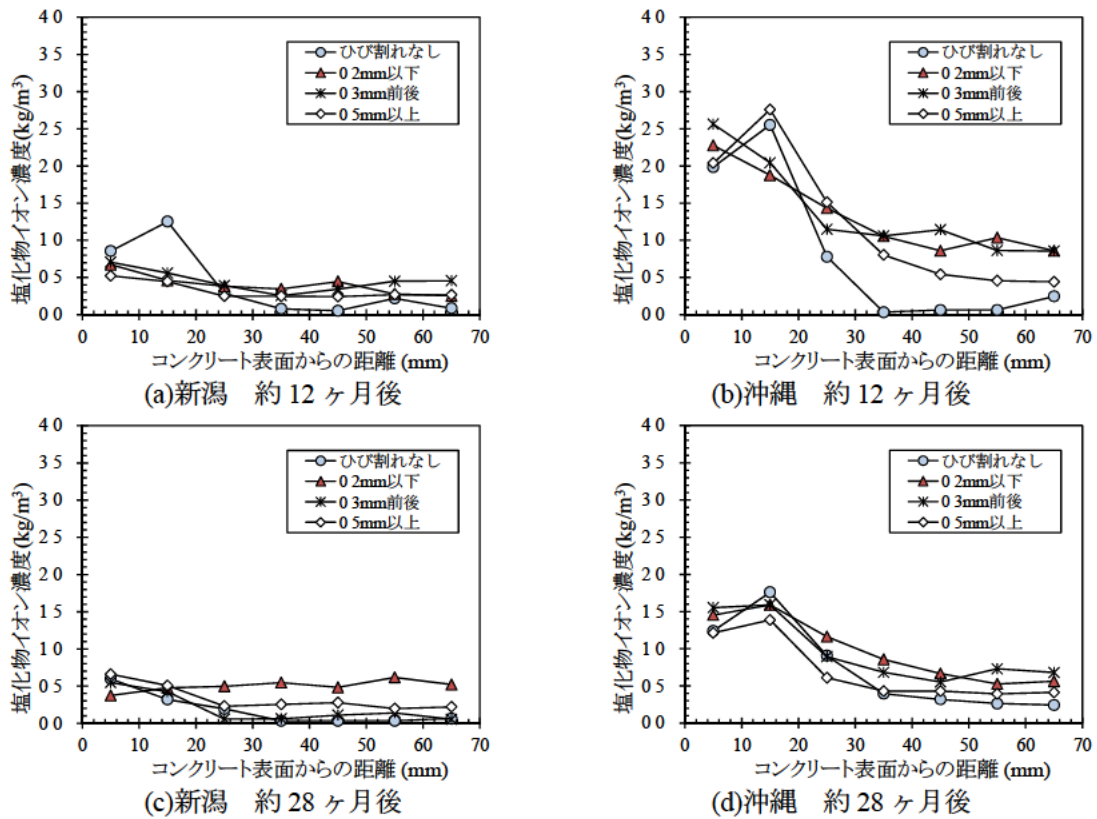 4 0
3 5
3 0
2 5
2 0
1 5
1 0
0 5
0 0
塩化物イオン濃度(kg/m³)
ひび割れなし
0 2mm以下
0 3mm前後
0 5mm以上
0 10 20 30 40 50 60 70
コンクリート表面からの距離 (mm)
(a)新潟 約 12 ヶ月後
4 0
3 5
3 0
2 5
2 0
1 5
1 0
0 5
0 0
塩化物イオン濃度(kg/m³)
ひび割れなし
0 2mm以下
0 3mm前後
0 5mm以上
0 10 20 30 40 50 60 70
コンクリート表面からの距離 (mm)
(b)沖縄 約 12 ヶ月後
4 0
3 5
3 0
2 5
2 0
1 5
1 0
0 5
0 0
塩化物イオン濃度(kg/m³)
ひび割れなし
0 2mm以下
0 3mm前後
0 5mm以上
0 10 20 30 40 50 60 70
コンクリート表面からの距離 (mm)
(c)新潟 約 28 ヶ月後
4 0
3 5
3 0
2 5
2 0
1 5
1 0
0 5
0 0
塩化物イオン濃度(kg/m³)
ひび割れなし
0 2mm以下
0 3mm前後
0 5mm以上
0 10 20 30 40 50 60 70
コンクリート表面からの距離 (mm)
(d)沖縄 約 28 ヶ月後